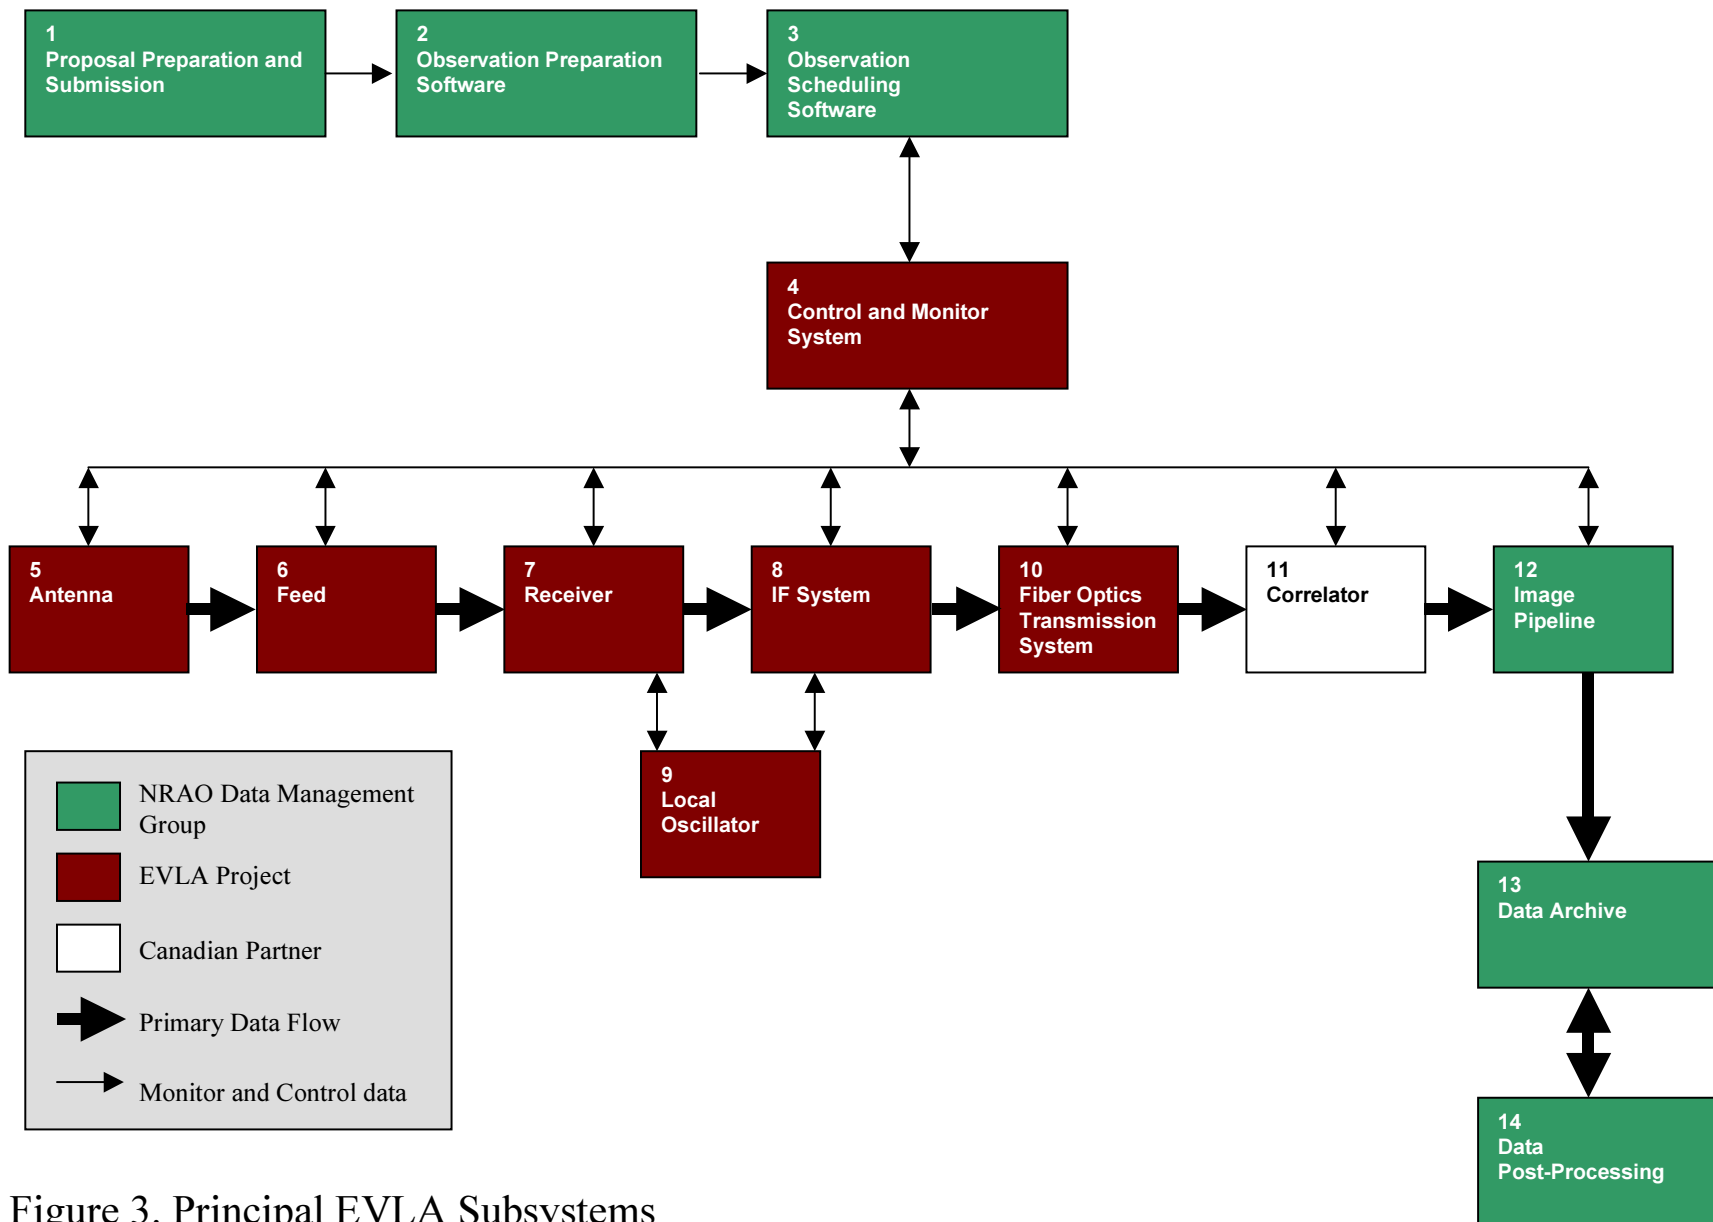 1
Proposal Preparation and
Submission
2
Observation Preparation
Software
3
Observation
Scheduling
Software
4
Control and Monitor
System
5
Antenna
6
Feed
7
Receiver
8
IF System
10
Fiber Optics
Transmission
System
11
Correlator
12
Image
Pipeline
9
Local
Oscillator
NRAO Data Management
Group
EVLA Project
Canadian Partner
Primary Data Flow
Monitor and Control data
13
Data Archive
14
Data
Post-Processing
Figure 3. Principal EVLA Subsystems